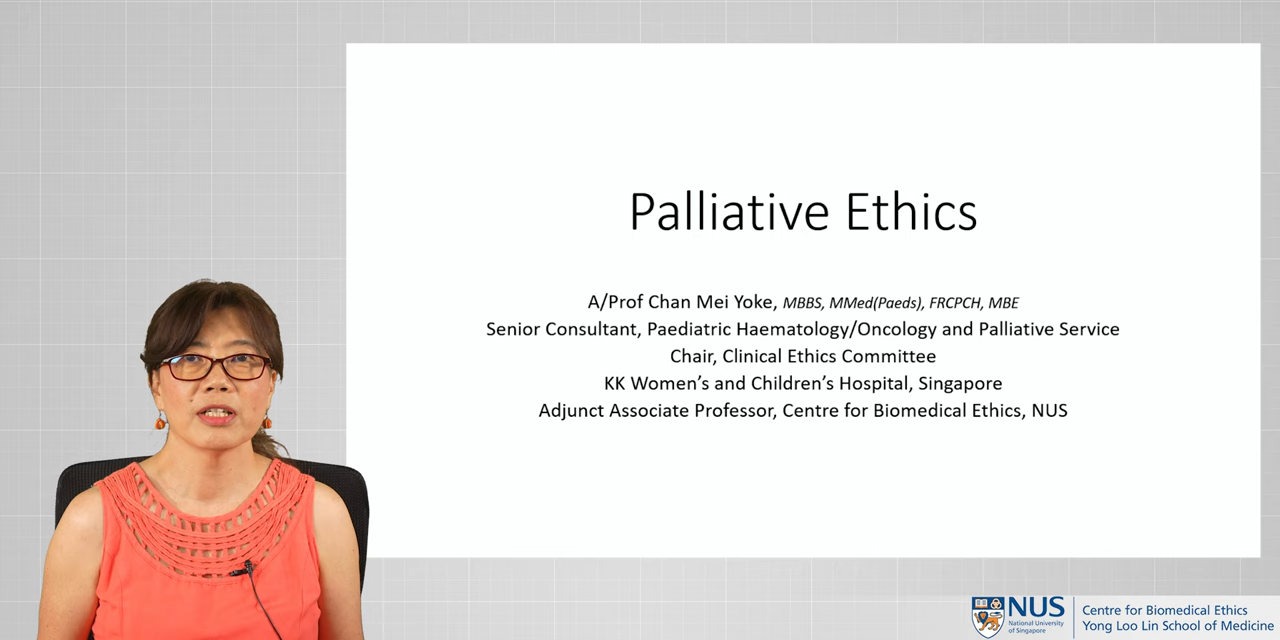 Palliative Ethics
A/Prof Chan Mei Yoke, MBBS, MMed(Paeds), FRCPCH, MBE
Senior Consultant, Paediatric Haematology/Oncology and Palliative Service
Chair, Clinical Ethics Committee
KK Women’s and Children’s Hospital, Singapore
Adjunct Associate Professor, Centre for Biomedical Ethics, NUS
NUS
National University
of Singapore
Centre for Biomedical Ethics
Yong Loo Lin School of Medicine